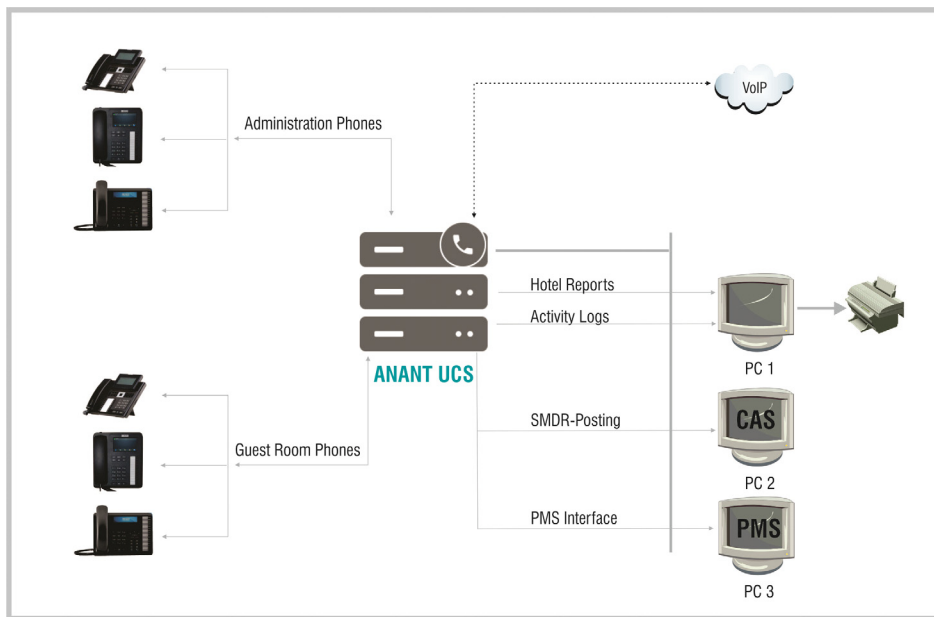 VoIP
Administration Phones
Hotel Reports
Activity Logs
PC 1
ANANT UCS
SMDR-Posting
CAS
PC 2
Guest Room Phones
PMS Interface
PMS
PC 3